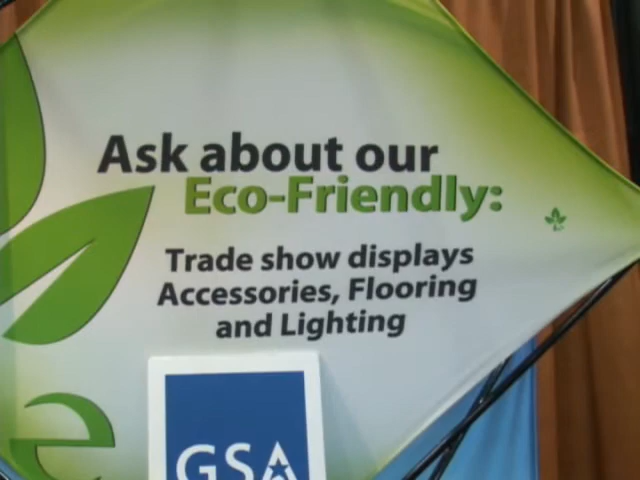 Ask about our
Eco-Friendly:
Trade show displays
Accessories, Flooring
and Lighting
e
GSA